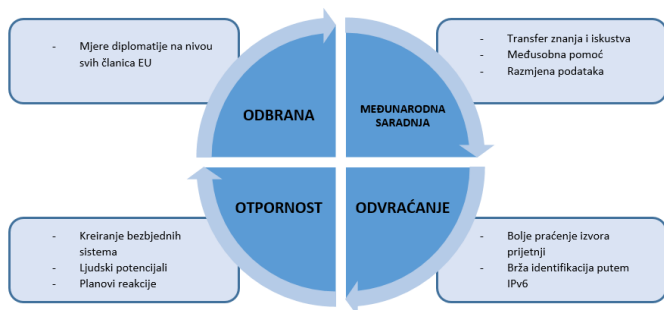 - Mjere diplomatije na nivou
svih članica EU
- Transfer znanja i iskustva
- Međusobna pomoć
- Razmjena podataka
ODBRANA
MEĐUNARODNA
SARADNJA
OTPORNOST
ODVRAĆANJE
- Kreiranje bezbjednih
sistema
- Ljudski potencijali
- Planovi reakcije
- Bolje praćenje izvora
prijetnji
- Brža identifikacija putem
IPv6